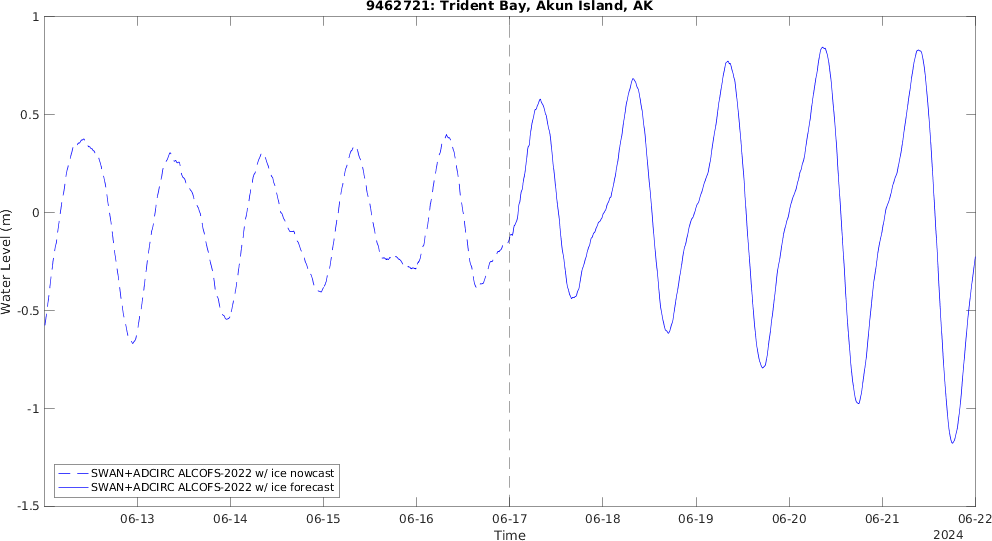 9462721: Trident Bay, Akun Island, AK
1
0.5
0
-0.5
-1
-1.5
Water Level (m)
SWAN+ADCIRC ALCOFS-2022 w/ ice nowcast
SWAN+ADCIRC ALCOFS-2022 w/ ice forecast
06-13 06-14 06-15 06-16 06-17 06-18 06-19 06-20 06-21 06-22
Time
2024